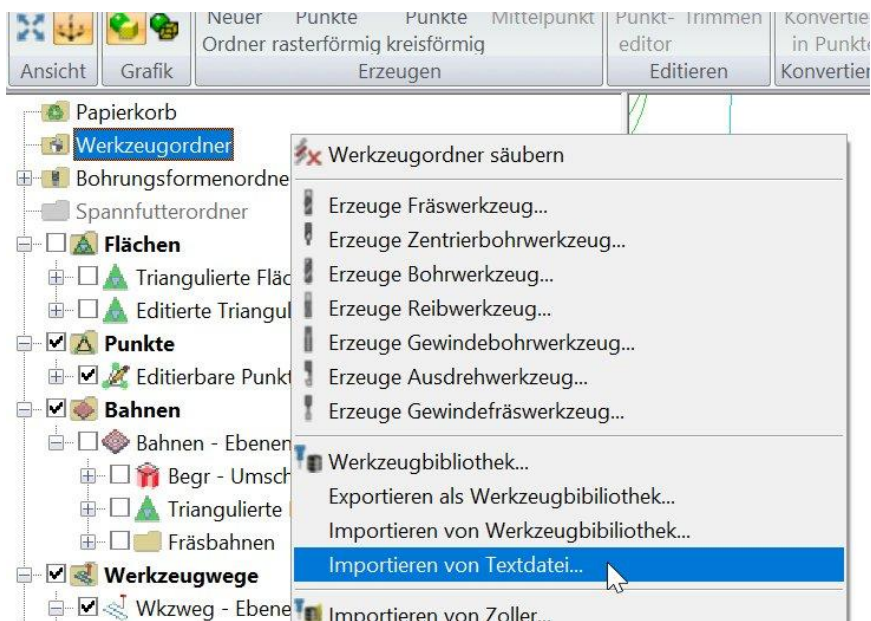 Neuer Punkte Punkte Mittelpunkt Punkt- Trimmen Konvertie
Ordner rasterförmig kreisförmig editor in Punkte
Ansicht Grafik Erzeugen Editieren Konvertier
Papierkorb
Werkzeugordner
Bohrungsformenordne
Spannfutterordner
Flächen
Triangulierte Fläc
Editierte Triangul
Punkte
Editierbare Punkt
Bahnen
Bahnen - Ebenen
Begr - Umsch
Triangulierte
Fräsbahnen
Werkzeugwege
Wkzweg - Ebene
Werkzeugordner säubern
Erzeuge Fräswerkzeug...
Erzeuge Zentrierbohrwerkzeug...
Erzeuge Bohrwerkzeug...
Erzeuge Reibwerkzeug...
Erzeuge Gewindebohrwerkzeug...
Erzeuge Ausdrehwerkzeug...
Erzeuge Gewindefräswerkzeug...
Werkzeugbibliothek...
Exportieren als Werkzeugbibiliothek...
Importieren von Werkzeugbibiliothek...
Importieren von Textdatei...
Importieren von Zoller...